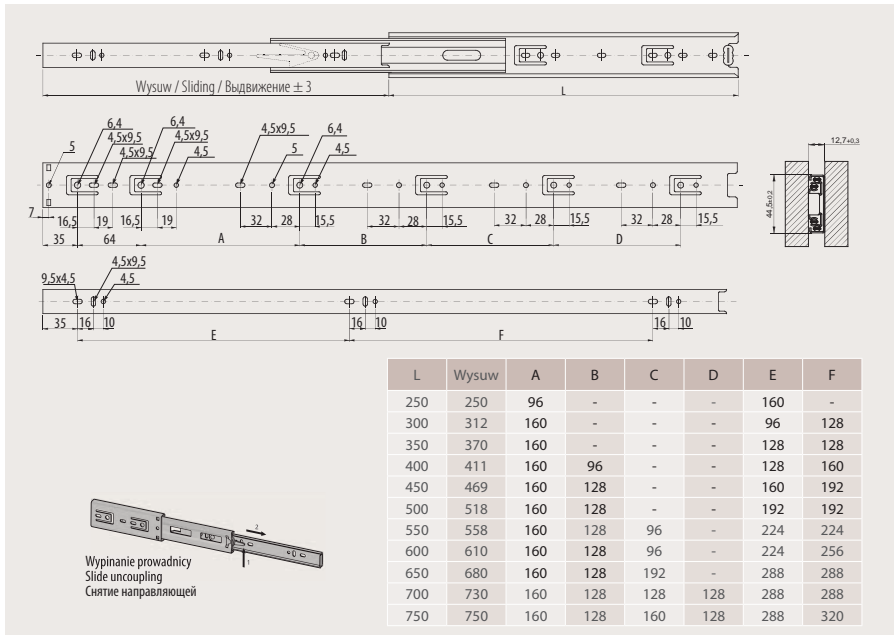 Wysuw / Sliding / Выдвижение ± 3
L
6,4 6,4 4,5x9,5 6,4
5 4,5x9,5 4,5x9,5 5 4,5
4,5x9,5 4,5
7
16,5 19 16,5 19 32 28 15,5 32 28 15,5 32 28 15,5 32 28 15,5
35 64 A B C D
12,7+0,3
44,5±0,2
4,5x9,5
9,5x4,5 4,5
35 16 10 16 10 16 10
E F
L Wysuw A B C D E F
250 250 96 - - - 160 -
300 312 160 - - - 96 128
350 370 160 - - - 128 128
400 411 160 96 - - 128 160
450 469 160 128 - - 160 192
500 518 160 128 - - 192 192
550 558 160 128 96 - 224 224
600 610 160 128 96 - 224 256
650 680 160 128 192 - 288 288
700 730 160 128 128 128 288 288
750 750 160 128 160 128 288 320
2
1
Wypinanie prowadnicy
Slide uncoupling
Снятие направляющей